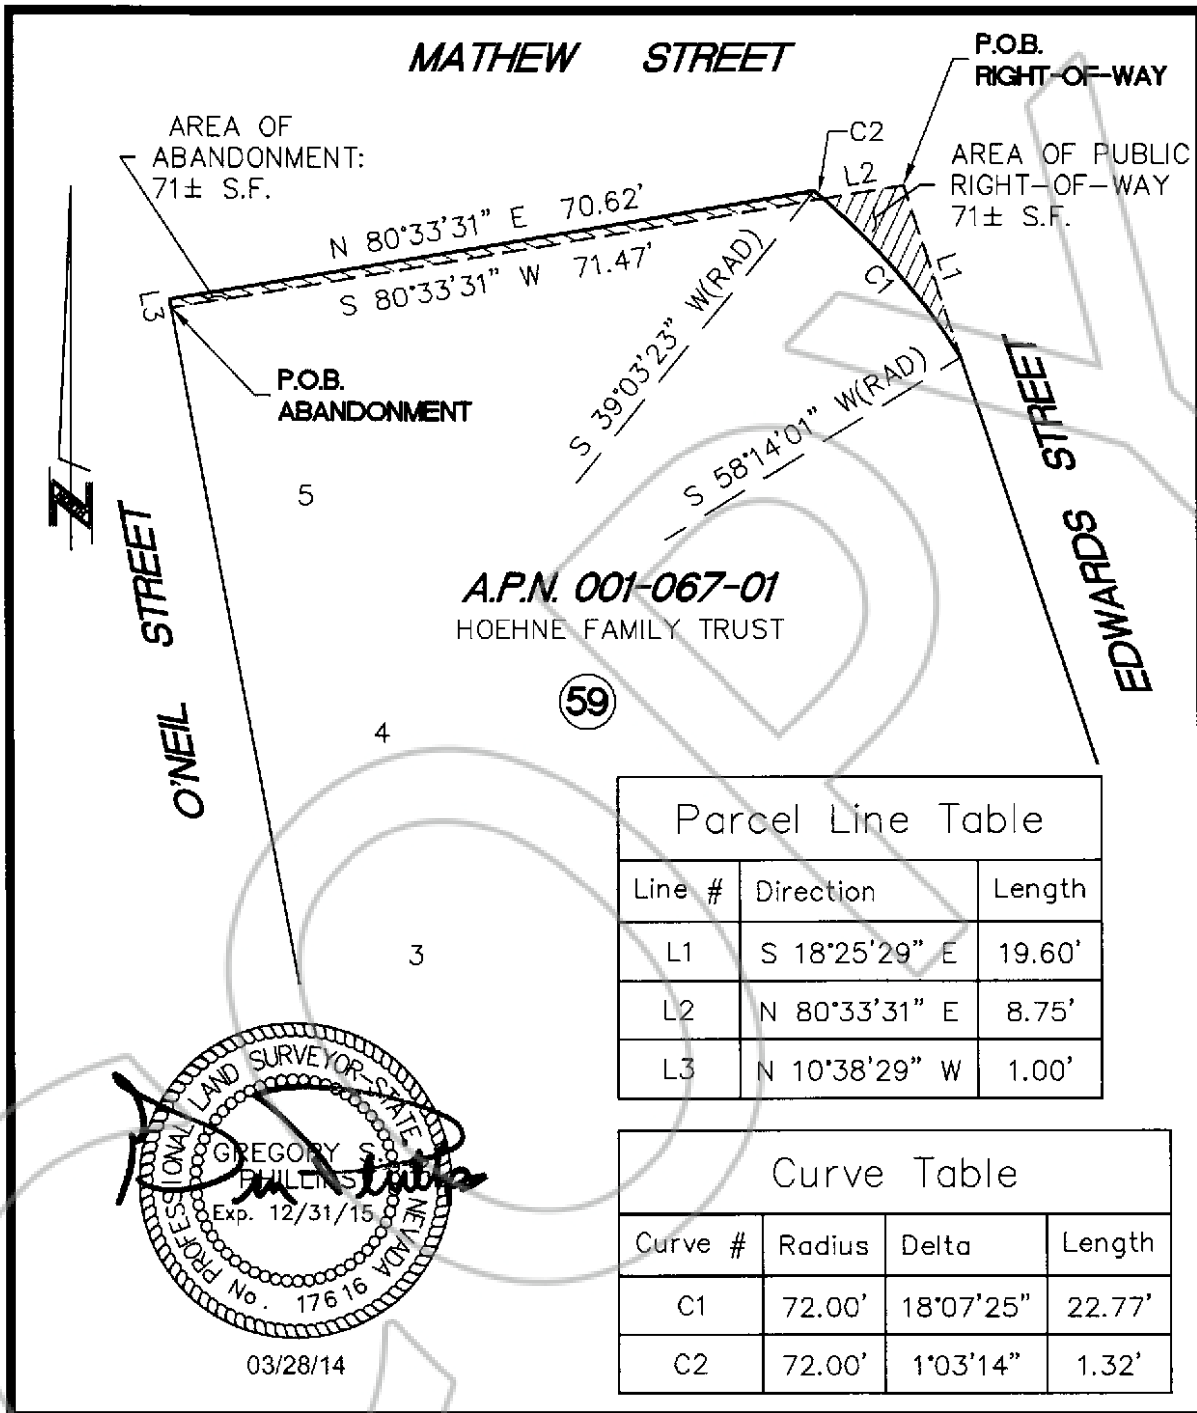 MATHEW STREET
P.O.B.
RIGHT-OF-WAY
AREA OF
ABANDONMENT:
71± S.F.
C2
L2
AREA OF PUBLIC
RIGHT-OF-WAY
71± S.F.
N 80°33'31" E 70.62'
S 80°33'31" W 71.47'
L3
C1
L1
P.O.B.
ABANDONMENT
S 39°03'23" W(RAD)
S 58°14'01" W(RAD)
EDWARDS STREET
N
O'NEIL STREET
5
A.P.N. 001-067-01
HOEHNE FAMILY TRUST
59
4
3
Parcel Line Table
Line # Direction Length
L1 S 18°25'29" E 19.60'
L2 N 80°33'31" E 8.75'
L3 N 10°38'29" W 1.00'
PROFESSIONAL LAND SURVEYOR-STATE NEVADA
GREGORY S.
PHILLIPS
Exp. 12/31/15
No. 17616
03/28/14
Curve Table
Curve # Radius Delta Length
C1 72.00' 18°07'25" 22.77'
C2 72.00' 1°03'14" 1.32'
COPY